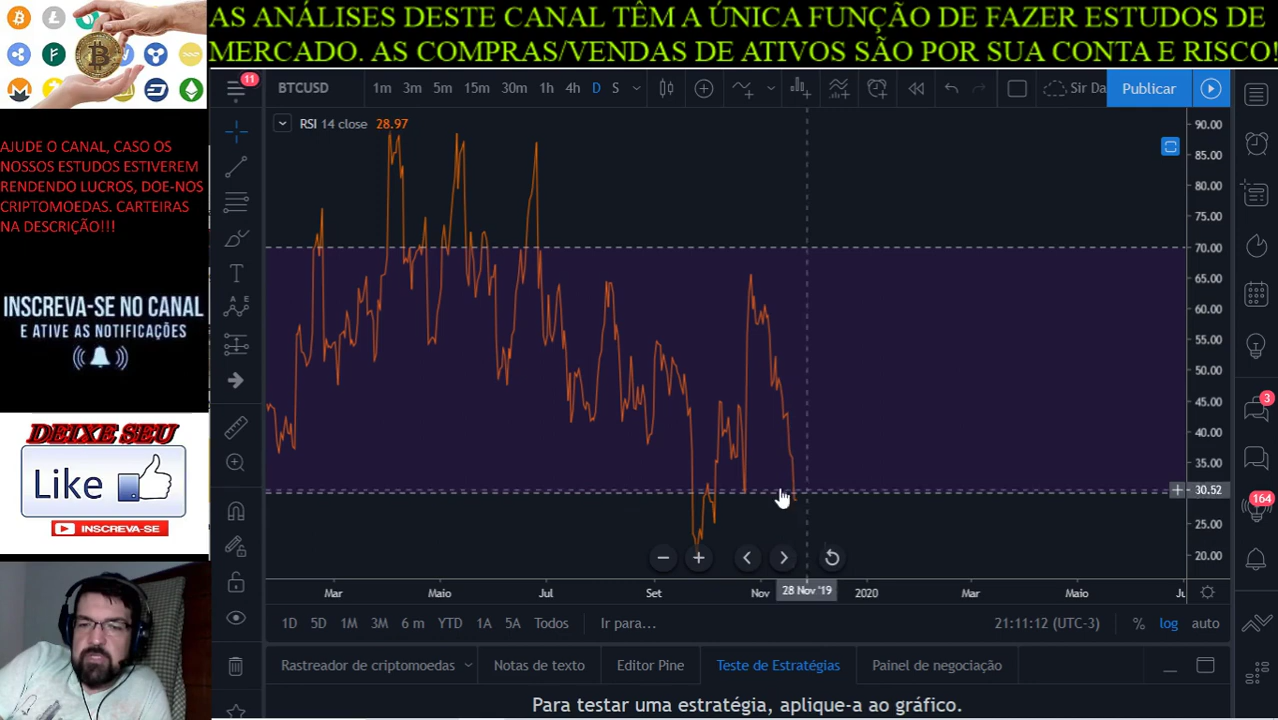 AS ANÁLISES DESTE CANAL TÊM A ÚNICA FUNÇÃO DE FAZER ESTUDOS DE
MERCADO. AS COMPRAS/VENDAS DE ATIVOS SÃO POR SUA CONTA E RISCO!
11
BTCUSD
1m 3m 5m 15m 30m 1h 4h D S
Sir Da
Publicar
RSI 14 close 28.97
AJUDE O CANAL, CASO OS
NOSSOS ESTUDOS ESTIVEREM
RENDENDO LUCROS, DOE-NOS
CRIPTOMOEDAS. CARTEIRAS
NA DESCRIÇÃO!!!
INSCREVA-SE NO CANAL
E ATIVE AS NOTIFICAÇÕES
DEIXE SEU
Like
INSCREVA-SE
90.00
85.00
80.00
75.00
70.00
65.00
60.00
55.00
50.00
45.00
40.00
35.00
30.52
25.00
20.00
3
164
Mar Maio Jul Set Nov 28 Nov '19 2020 Mar Maio Ju
1D 5D 1M 3M 6 m YTD 1A 5A Todos Ir para... 21:11:12 (UTC-3) % log auto
Rastreador de criptomoedas Notas de texto Editor Pine Teste de Estratégias Painel de negociação
Para testar uma estratégia, aplique-a ao gráfico.